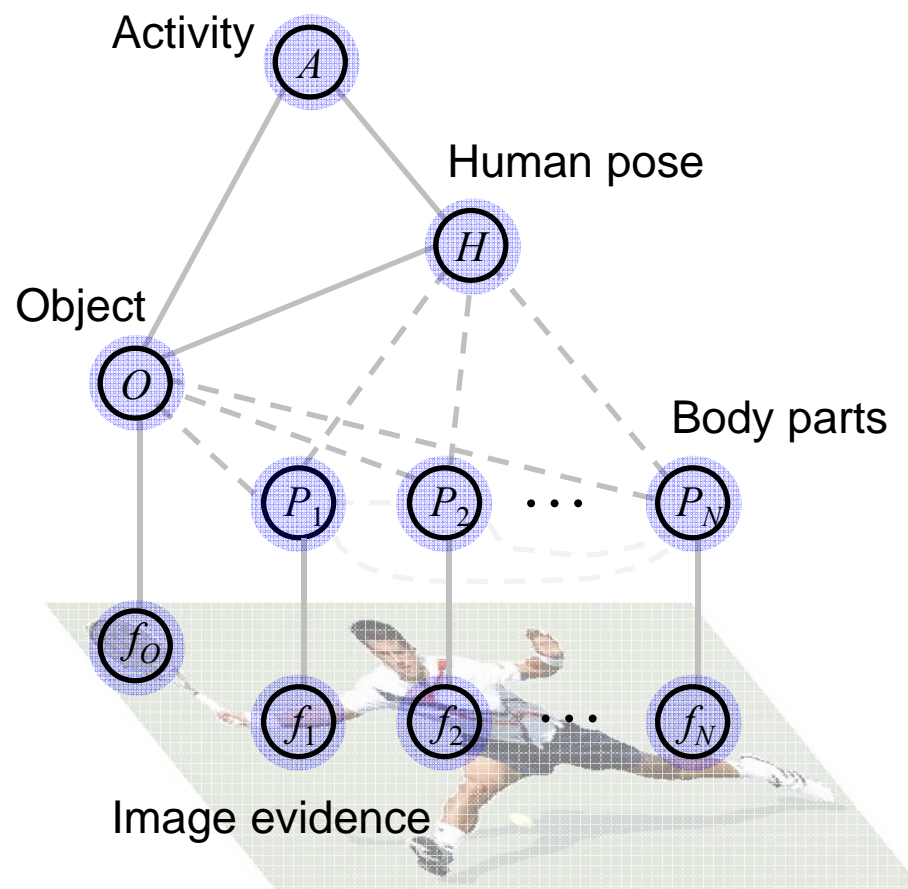 Activity
A
Human pose
H
Object
O
Body parts
P1 P2 ... PN
fO
f1 f2 ... fN
Image evidence